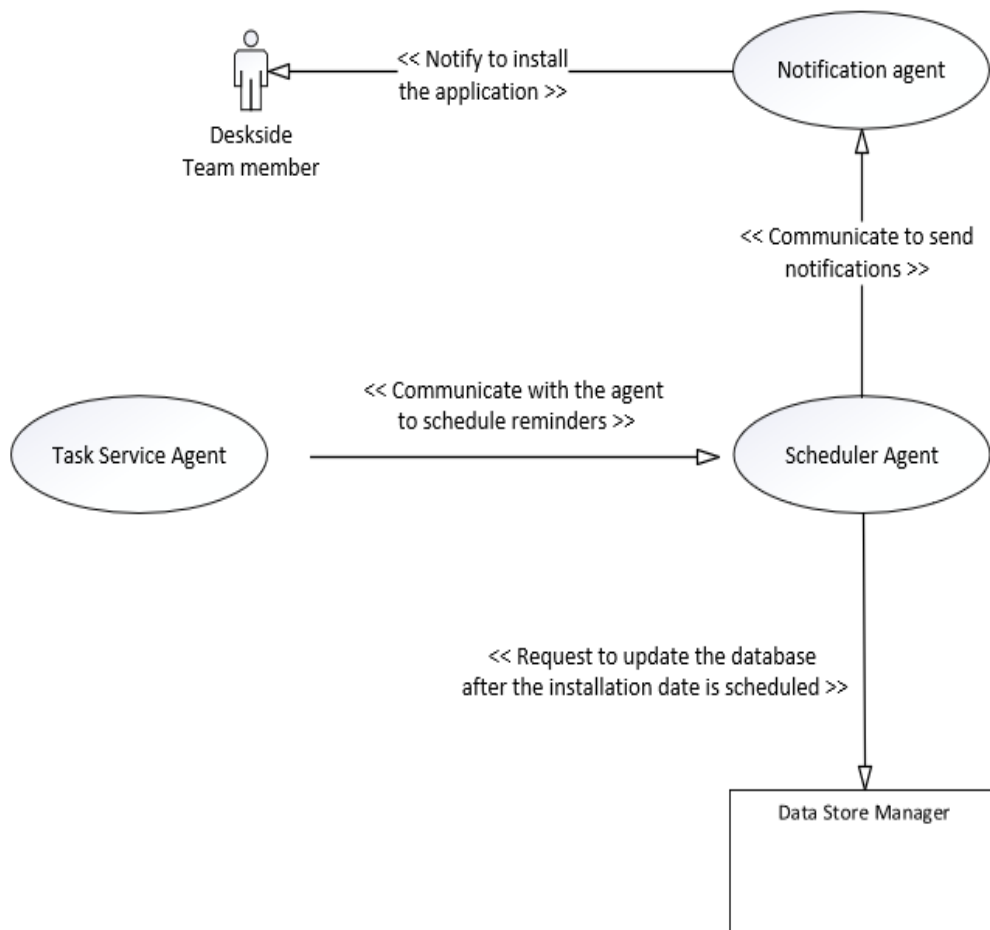 << Notify to install
the application >>
Notification agent
Deskside
Team member
<< Communicate to send
notifications >>
<< Communicate with the agent
to schedule reminders >>
Task Service Agent
Scheduler Agent
<< Request to update the database
after the installation date is scheduled >>
Data Store Manager